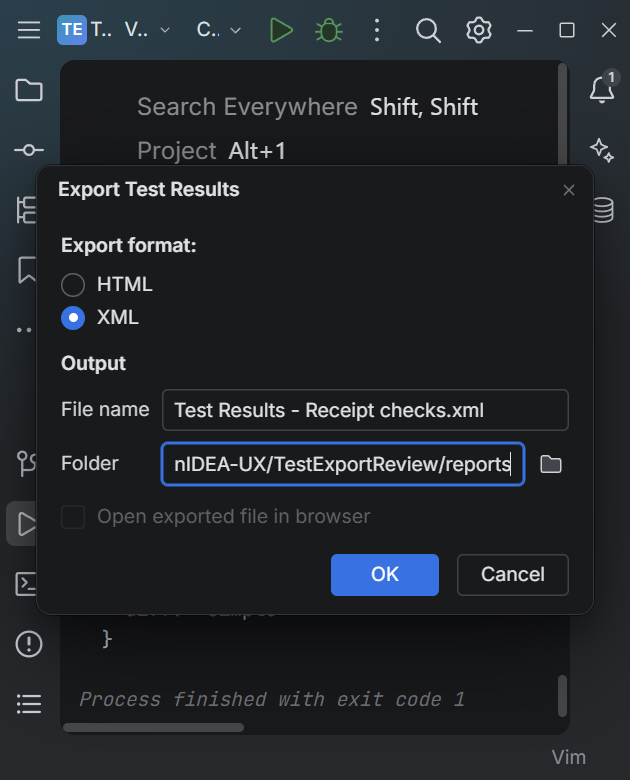 TE T.. V.. C..
1
Search Everywhere Shift, Shift
Project Alt+1
Export Test Results
Export format:
HTML
XML
Output
File name Test Results - Receipt checks.xml
Folder nIDEA-UX/TestExportReview/reports
Open exported file in browser
OK Cancel
}
Process finished with exit code 1
Vim